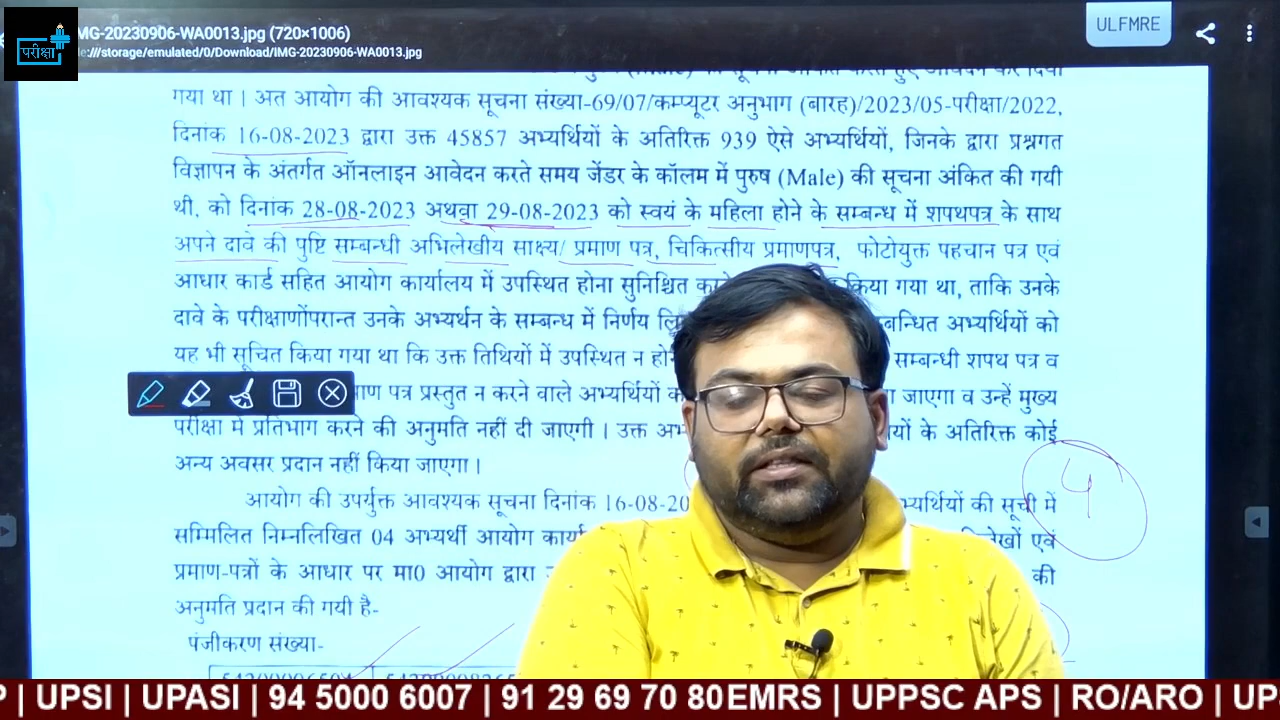 परीक्षा
IMG-20230906-WA0013.jpg (720×1006)
:///storage/emulated/0/Download/IMG-20230906-WA0013.jpg
ULFMRE
गया था। अत आयोग की आवश्यक सूचना संख्या-69/07/कम्प्यूटर अनुभाग (बारह)/2023/05-परीक्षा/2022,
दिनांक 16-08-2023 द्वारा उक्त 45857 अभ्यर्थियों के अतिरिक्त 939 ऐसे अभ्यर्थियों, जिनके द्वारा प्रश्नगत
विज्ञापन के अंतर्गत ऑनलाइन आवेदन करते समय जेंडर के कॉलम में पुरुष (Male) की सूचना अंकित की गयी
थी, को दिनांक 28-08-2023 अथवा 29-08-2023 को स्वयं के महिला होने के सम्बन्ध में शपथपत्र के साथ
अपने दावे की पुष्टि सम्बन्धी अभिलेखीय साक्ष्य/ प्रमाण पत्र, चिकित्सीय प्रमाणपत्र, फोटोयुक्त पहचान पत्र एवं
आधार कार्ड सहित आयोग कार्यालय में उपस्थित होना सुनिश्चित किया गया था, ताकि उनके
दावे के परीक्षाणोंपरान्त उनके अभ्यर्थन के सम्बन्ध में निर्णय अभ्यर्थियों को
यह भी सूचित किया गया था कि उक्त तिथियों में उपस्थित न सम्बन्धी शपथ पत्र व
पत्र प्रस्तुत न करने वाले अभ्यर्थियों जाएगा व उन्हें मुख्य
परीक्षा में प्रतिभाग करने की अनुमति नहीं दी जाएगी। उक्त के अतिरिक्त कोई
अन्य अवसर प्रदान नहीं किया जाएगा।
4
आयोग की उपर्युक्त आवश्यक सूचना दिनांक 16-08-20 की सूची में
सम्मिलित निम्नलिखित 04 अभ्यर्थी आयोग एवं
प्रमाण-पत्रों के आधार पर मा0 आयोग द्वारा की
अनुमति प्रदान की गयी है-
पंजीकरण संख्या-
P | UPSI | UPASI | 94 5000 6007 | 91 29 69 70 80 EMRS | UPPSC APS | RO/ARO | UP